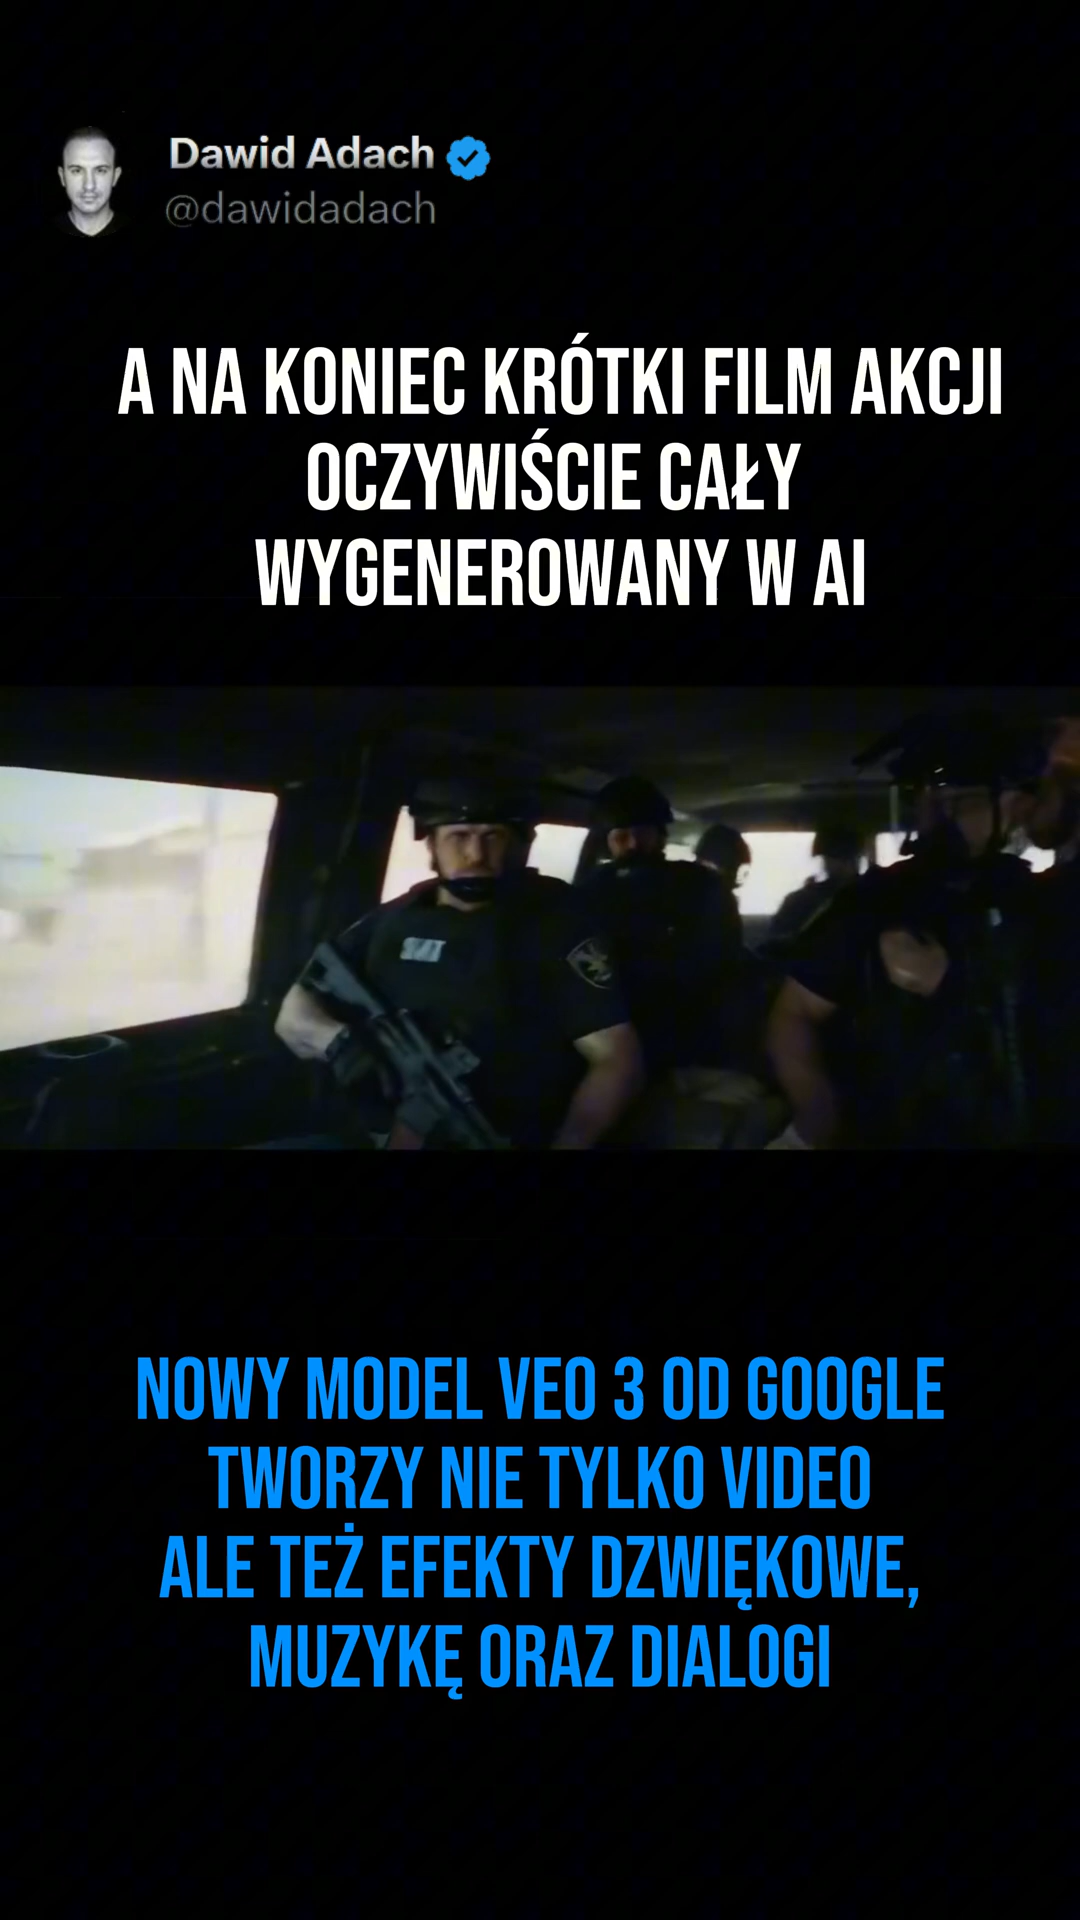 Dawid Adach
@dawidadach
A NA KONIEC KRÓTKI FILM AKCJI
OCZYWIŚCIE CAŁY
WYGENEROWANY W AI
NOWY MODEL VEO 3 OD GOOGLE
TWORZY NIE TYLKO VIDEO
ALE TEŻ EFEKTY DZWIĘKOWE,
MUZYKĘ ORAZ DIALOGI